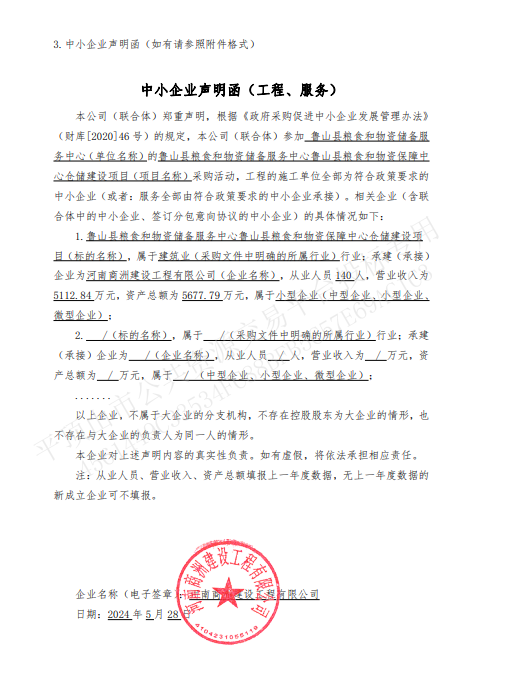 3.中小企业声明函（如有请参照附件格式）
中小企业声明函（工程、服务）
本公司（联合体）郑重声明，根据《政府采购促进中小企业发展管理办法》
（财库[2020]46 号）的规定，本公司（联合体）参加 鲁山县粮食和物资储备服
务中心（单位名称）的鲁山县粮食和物资储备服务中心鲁山县粮食和物资保障中
心仓储建设项目（项目名称）采购活动，工程的施工单位全部为符合政策要求的
中小企业（或者：服务全部由符合政策要求的中小企业承接）。相关企业（含联
合体中的中小企业、签订分包意向协议的中小企业）的具体情况如下：
1.鲁山县粮食和物资储备服务中心鲁山县粮食和物资保障中心仓储建设项
目（标的名称），属于建筑业（采购文件中明确的所属行业）行业；承建（承接）
企业为河南商洲建设工程有限公司（企业名称），从业人员 140 人，营业收入为
5112.84 万元，资产总额为 5677.79 万元，属于小型企业（中型企业、小型企业、
微型企业）；
2. /（标的名称），属于 /（采购文件中明确的所属行业）行业；承建
（承接）企业为 /（企业名称），从业人员 / 人，营业收入为 / 万元，资
产总额为 / 万元，属于 /（中型企业、小型企业、微型企业）；
.......
以上企业，不属于大企业的分支机构，不存在控股股东为大企业的情形，也
不存在与大企业的负责人为同一人的情形。
本企业对上述声明内容的真实性负责。如有虚假，将依法承担相应责任。
注：从业人员、营业收入、资产总额填报上一年度数据，无上一年度数据的
新成立企业可不填报。
企业名称（电子签章）：河南商洲建设工程有限公司
日期：2024 年 5 月 28 日
河南商洲建设工程有限公司
4104231058119